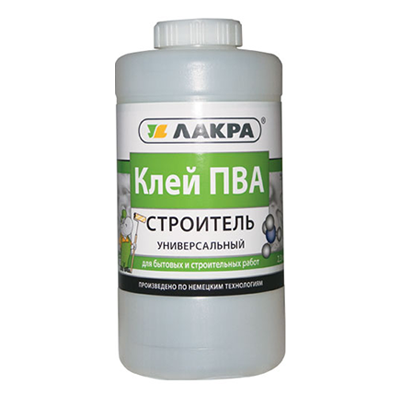 ЛАКРА®
Клей ПВА
СТРОИТЕЛЬ
УНИВЕРСАЛЬНЫЙ
для бытовых и строительных работ
ПРОИЗВЕДЕНО ПО НЕМЕЦКИМ ТЕХНОЛОГИЯМ